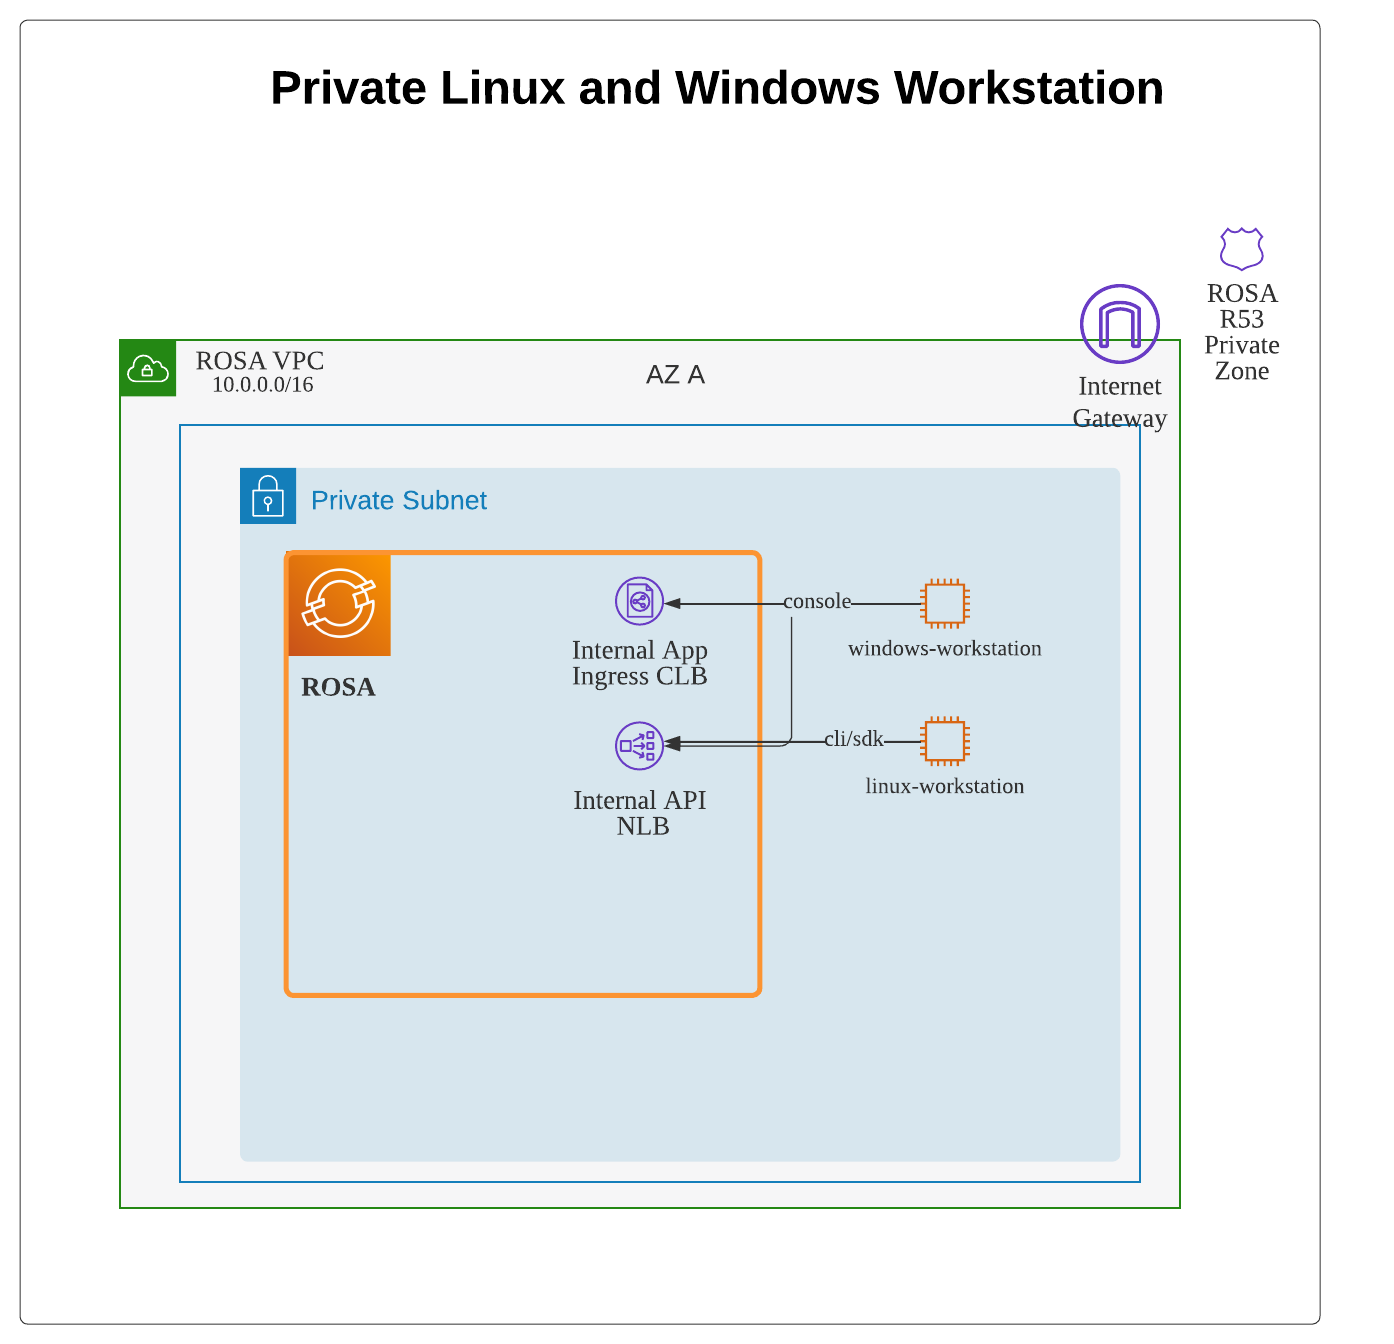 Private Linux and Windows Workstation
ROSA
R53
Private
Zone
ROSA VPC
10.0.0.0/16
AZ A
Internet
Gateway
Private Subnet
ROSA
Internal App
Ingress CLB
console
windows-workstation
Internal API
NLB
cli/sdk
linux-workstation